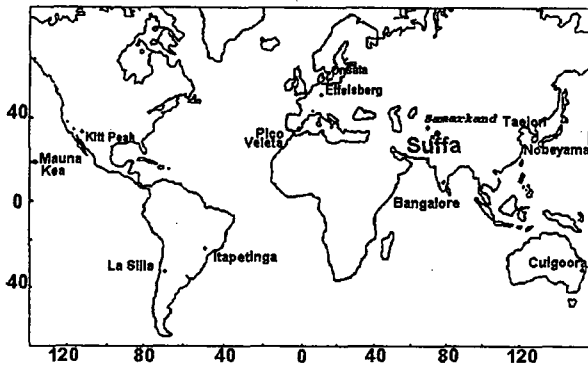 Onsala
Effelsberg
40
Samarkand
Taejon
Kitt Peak
Pico
Veleta
Suffa
Nobeyama
Mauna
Kea
0
Bangalore
La Silla
Itapetinga
Culgoora
40
120
80
40
0
40
80
120